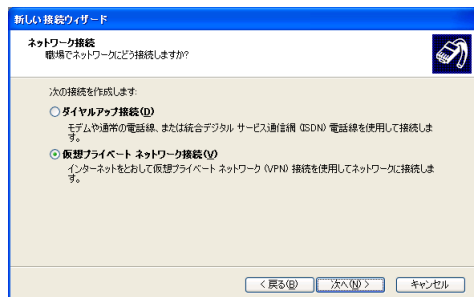 新しい接続ウィザード
ネットワーク接続
職場でネットワークにどう接続しますか?
次の接続を作成します:
ダイヤルアップ接続(D)
モデムや通常の電話線、または統合デジタル サービス通信網 (ISDN) 電話線を使用して接続しま
す。
仮想プライベート ネットワーク接続(V)
インターネットをとおして仮想プライベート ネットワーク (VPN) 接続を使用してネットワークに接続しま
す。
< 戻る(B) 次へ(N) > キャンセル